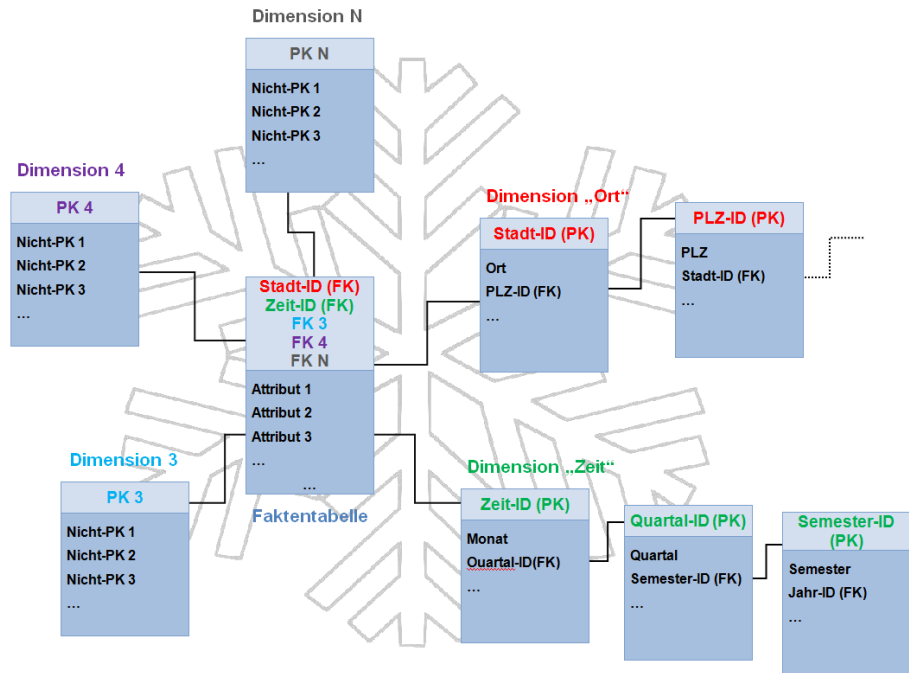 Dimension N
PK N
Nicht-PK 1
Nicht-PK 2
Nicht-PK 3
...
Dimension 4
PK 4
Nicht-PK 1
Nicht-PK 2
Nicht-PK 3
...
Stadt-ID (FK)
Zeit-ID (FK)
FK 3
FK 4
FK N
Attribut 1
Attribut 2
Attribut 3
...
...
Faktentabelle
Dimension „Ort“
Stadt-ID (PK)
Ort
PLZ-ID (FK)
...
PLZ-ID (PK)
PLZ
Stadt-ID (FK)
...
Dimension 3
PK 3
Nicht-PK 1
Nicht-PK 2
Nicht-PK 3
...
Dimension „Zeit“
Zeit-ID (PK)
Monat
Ouartal-ID(FK)
...
Quartal-ID (PK)
Quartal
Semester-ID (FK)
...
Semester-ID
(PK)
Semester
Jahr-ID (FK)
...